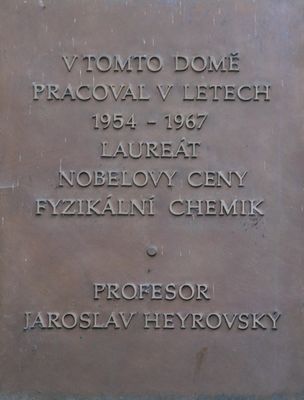 V TOMTO DOMĚ
PRACOVAL V LETECH
1954 – 1967
LAUREÁT
NOBELOVY CENY
FYZIKÁLNÍ CHEMIK
PROFESOR
JAROSLAV HEYROVSKÝ